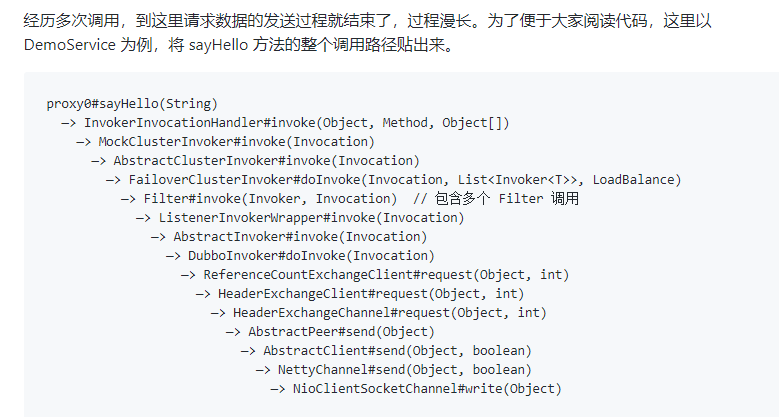 经历多次调用，到这里请求数据的发送过程就结束了，过程漫长。为了便于大家阅读代码，这里以
DemoService 为例，将 sayHello 方法的整个调用路径贴出来。
proxy0#sayHello(String)
—> InvokerInvocationHandler#invoke(Object, Method, Object[])
—> MockClusterInvoker#invoke(Invocation)
—> AbstractClusterInvoker#invoke(Invocation)
—> FailoverClusterInvoker#doInvoke(Invocation, List<Invoker<T>>, LoadBalance)
—> Filter#invoke(Invoker, Invocation)  // 包含多个 Filter 调用
—> ListenerInvokerWrapper#invoke(Invocation)
—> AbstractInvoker#invoke(Invocation)
—> DubboInvoker#doInvoke(Invocation)
—> ReferenceCountExchangeClient#request(Object, int)
—> HeaderExchangeClient#request(Object, int)
—> HeaderExchangeChannel#request(Object, int)
—> AbstractPeer#send(Object)
—> AbstractClient#send(Object, boolean)
—> NettyChannel#send(Object, boolean)
—> NioClientSocketChannel#write(Object)